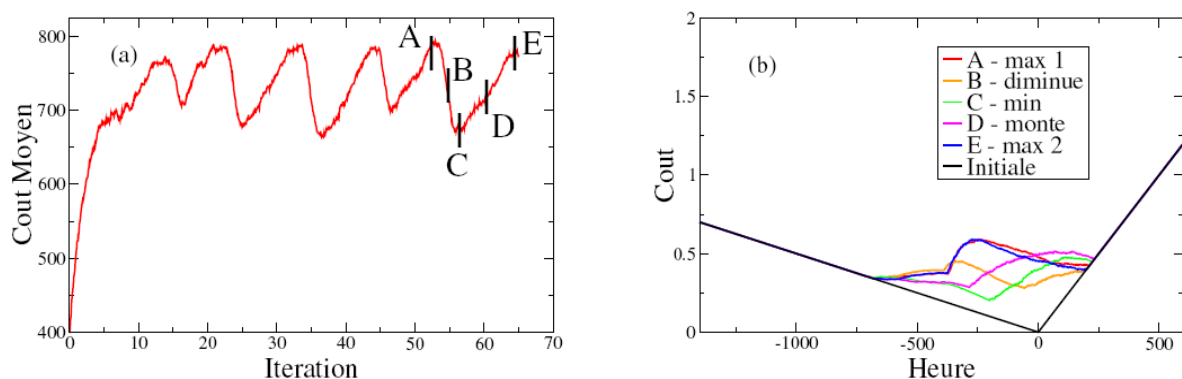 (a)
800
700
600
500
400
Cout Moyen
0
10
20
30
40
50
60
70
Iteration
A
B
C
D
E
(b)
2
1.5
1
0.5
0
Cout
-1000
-500
0
500
Heure
A - max 1
B - diminue
C - min
D - monte
E - max 2
Initiale